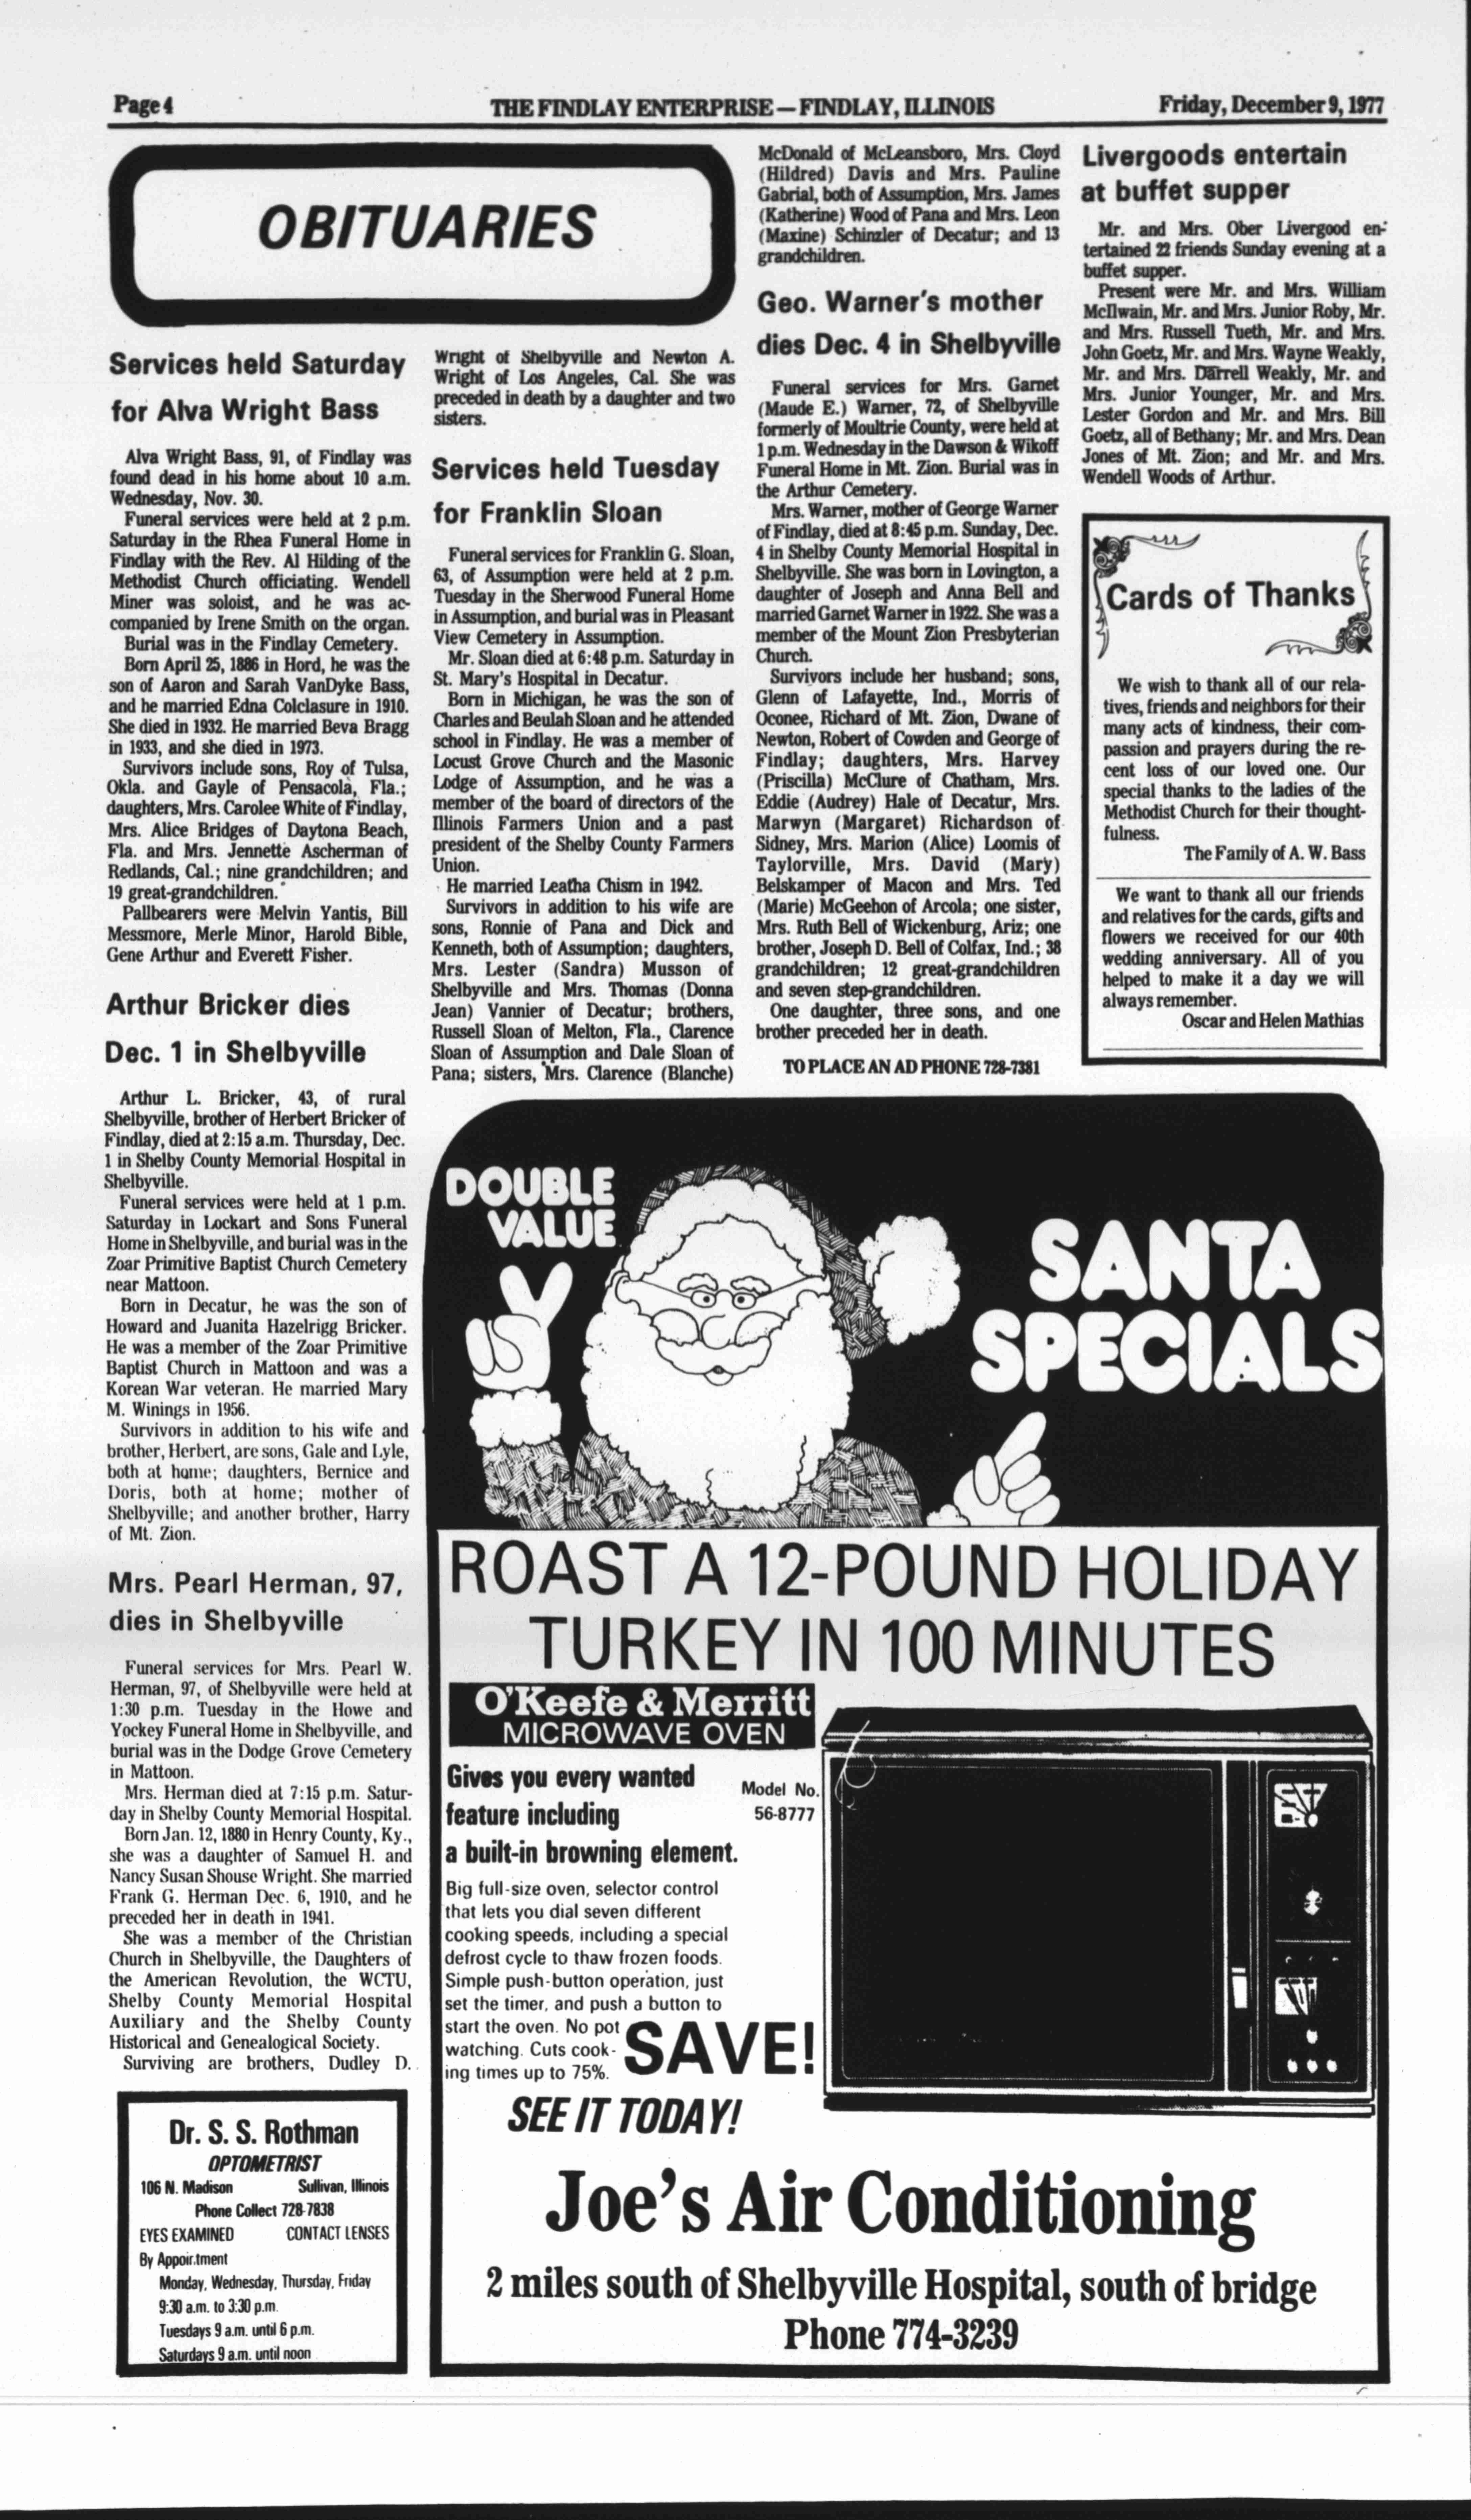 Page 4
THE FINDLAY ENTERPRISE — FINDLAY, ILLINOIS
Friday, December 9, 1977
OBITUARIES
Services held Saturday
for Alva Wright Bass
Alva Wright Bass, 91, of Findlay was
found dead in his home about 10 a.m.
Wednesday, Nov. 30.
Funeral services were held at 2 p.m.
Saturday in the Rhea Funeral Home in
Findlay with the Rev. Al Hilding of the
Methodist Church officiating. Wendell
Miner was soloist, and he was ac-
companied by Irene Smith on the organ.
Burial was in the Findlay Cemetery.
Born April 25, 1886 in Hord, he was the
son of Aaron and Sarah VanDyke Bass,
and he married Edna Colclasure in 1910.
She died in 1932. He married Beva Bragg
in 1933, and she died in 1973.
Survivors include sons, Roy of Tulsa,
Okla. and Gayle of Pensacola, Fla.;
daughters, Mrs. Carolee White of Findlay,
Mrs. Alice Bridges of Daytona Beach,
Fla. and Mrs. Jennette Ascherman of
Redlands, Cal.; nine grandchildren; and
19 great-grandchildren.
Pallbearers were Melvin Yantis, Bill
Messmore, Merle Minor, Harold Bible,
Gene Arthur and Everett Fisher.
Arthur Bricker dies
Dec. 1 in Shelbyville
Arthur L. Bricker, 43, of rural
Shelbyville, brother of Herbert Bricker of
Findlay, died at 2:15 a.m. Thursday, Dec.
1 in Shelby County Memorial Hospital in
Shelbyville.
Funeral services were held at 1 p.m.
Saturday in Lockart and Sons Funeral
Home in Shelbyville, and burial was in the
Zoar Primitive Baptist Church Cemetery
near Mattoon.
Born in Decatur, he was the son of
Howard and Juanita Hazelrigg Bricker.
He was a member of the Zoar Primitive
Baptist Church in Mattoon and was a
Korean War veteran. He married Mary
M. Winings in 1956.
Survivors in addition to his wife and
brother, Herbert, are sons, Gale and Lyle,
both at home; daughters, Bernice and
Doris, both at home; mother of
Shelbyville; and another brother, Harry
of Mt. Zion.
Mrs. Pearl Herman, 97,
dies in Shelbyville
Funeral services for Mrs. Pearl W.
Herman, 97, of Shelbyville were held at
1:30 p.m. Tuesday in the Howe and
Yockey Funeral Home in Shelbyville, and
burial was in the Dodge Grove Cemetery
in Mattoon.
Mrs. Herman died at 7:15 p.m. Satur-
day in Shelby County Memorial Hospital.
Born Jan. 12, 1880 in Henry County, Ky.,
she was a daughter of Samuel H. and
Nancy Susan Shouse Wright. She married
Frank G. Herman Dec. 6, 1910, and he
preceded her in death in 1941.
She was a member of the Christian
Church in Shelbyville, the Daughters of
the American Revolution, the WCTU,
Shelby County Memorial Hospital
Auxiliary and the Shelby County
Historical and Genealogical Society.
Surviving are brothers, Dudley D.
Wright of Shelbyville and Newton A.
Wright of Los Angeles, Cal. She was
preceded in death by a daughter and two
sisters.
Services held Tuesday
for Franklin Sloan
Funeral services for Franklin G. Sloan,
63, of Assumption were held at 2 p.m.
Tuesday in the Sherwood Funeral Home
in Assumption, and burial was in Pleasant
View Cemetery in Assumption.
Mr. Sloan died at 6:48 p.m. Saturday in
St. Mary's Hospital in Decatur.
Born in Michigan, he was the son of
Charles and Beulah Sloan and he attended
school in Findlay. He was a member of
Locust Grove Church and the Masonic
Lodge of Assumption, and he was a
member of the board of directors of the
Illinois Farmers Union and a past
president of the Shelby County Farmers
Union.
He married Leatha Chism in 1942.
Survivors in addition to his wife are
sons, Ronnie of Pana and Dick and
Kenneth, both of Assumption; daughters,
Mrs. Lester (Sandra) Musson of
Shelbyville and Mrs. Thomas (Donna
Jean) Vannier of Decatur; brothers,
Russell Sloan of Melton, Fla., Clarence
Sloan of Assumption and Dale Sloan of
Pana; sisters, Mrs. Clarence (Blanche)
McDonald of McLeansboro, Mrs. Cloyd
(Hildred) Davis and Mrs. Pauline
Gabrial, both of Assumption, Mrs. James
(Katherine) Wood of Pana and Mrs. Leon
(Maxine) Schinzler of Decatur; and 13
grandchildren.
Geo. Warner's mother
dies Dec. 4 in Shelbyville
Funeral services for Mrs. Garnet
(Maude E.) Warner, 72, of Shelbyville
formerly of Moultrie County, were held at
1 p.m. Wednesday in the Dawson & Wikoff
Funeral Home in Mt. Zion. Burial was in
the Arthur Cemetery.
Mrs. Warner, mother of George Warner
of Findlay, died at 8:45 p.m. Sunday, Dec.
4 in Shelby County Memorial Hospital in
Shelbyville. She was born in Lovington, a
daughter of Joseph and Anna Bell and
married Garnet Warner in 1922. She was a
member of the Mount Zion Presbyterian
Church.
Survivors include her husband; sons,
Glenn of Lafayette, Ind., Morris of
Oconee, Richard of Mt. Zion, Dwane of
Newton, Robert of Cowden and George of
Findlay; daughters, Mrs. Harvey
(Priscilla) McClure of Chatham, Mrs.
Eddie (Audrey) Hale of Decatur, Mrs.
Marwyn (Margaret) Richardson of
Sidney, Mrs. Marion (Alice) Loomis of
Taylorville, Mrs. David (Mary)
Belskamper of Macon and Mrs. Ted
(Marie) McGeehon of Arcola; one sister,
Mrs. Ruth Bell of Wickenburg, Ariz; one
brother, Joseph D. Bell of Colfax, Ind.; 38
grandchildren; 12 great-grandchildren
and seven step-grandchildren.
One daughter, three sons, and one
brother preceded her in death.
TO PLACE AN AD PHONE 728-7381
Livergoods entertain
at buffet supper
Mr. and Mrs. Ober Livergood en-
tertained 22 friends Sunday evening at a
buffet supper.
Present were Mr. and Mrs. William
McIlwain, Mr. and Mrs. Junior Roby, Mr.
and Mrs. Russell Tueth, Mr. and Mrs.
John Goetz, Mr. and Mrs. Wayne Weakly,
Mr. and Mrs. Darrell Weakly, Mr. and
Mrs. Junior Younger, Mr. and Mrs.
Lester Gordon and Mr. and Mrs. Bill
Goetz, all of Bethany; Mr. and Mrs. Dean
Jones of Mt. Zion; and Mr. and Mrs.
Wendell Woods of Arthur.
Cards of Thanks
We wish to thank all of our rela-
tives, friends and neighbors for their
many acts of kindness, their com-
passion and prayers during the re-
cent loss of our loved one. Our
special thanks to the ladies of the
Methodist Church for their thought-
fulness.
The Family of A. W. Bass
We want to thank all our friends
and relatives for the cards, gifts and
flowers we received for our 40th
wedding anniversary. All of you
helped to make it a day we will
always remember.
Oscar and Helen Mathias
DOUBLE
VALUE
SANTA
SPECIALS
ROAST A 12-POUND HOLIDAY
TURKEY IN 100 MINUTES
O'Keefe & Merritt
MICROWAVE OVEN
Gives you every wanted
feature including
a built-in browning element.
Model No.
56-8777
Big full-size oven, selector control
that lets you dial seven different
cooking speeds, including a special
defrost cycle to thaw frozen foods.
Simple push-button operation, just
set the timer, and push a button to
start the oven. No pot
watching. Cuts cook-
ing times up to 75%.
SAVE!
SEE IT TODAY!
Joe's Air Conditioning
2 miles south of Shelbyville Hospital, south of bridge
Phone 774-3239
Dr. S. S. Rothman
OPTOMETRIST
106 N. Madison Sullivan, Illinois
Phone Collect 728-7838
EYES EXAMINED CONTACT LENSES
By Appointment
Monday, Wednesday, Thursday, Friday
9:30 a.m. to 3:30 p.m.
Tuesdays 9 a.m. until 6 p.m.
Saturdays 9 a.m. until noon